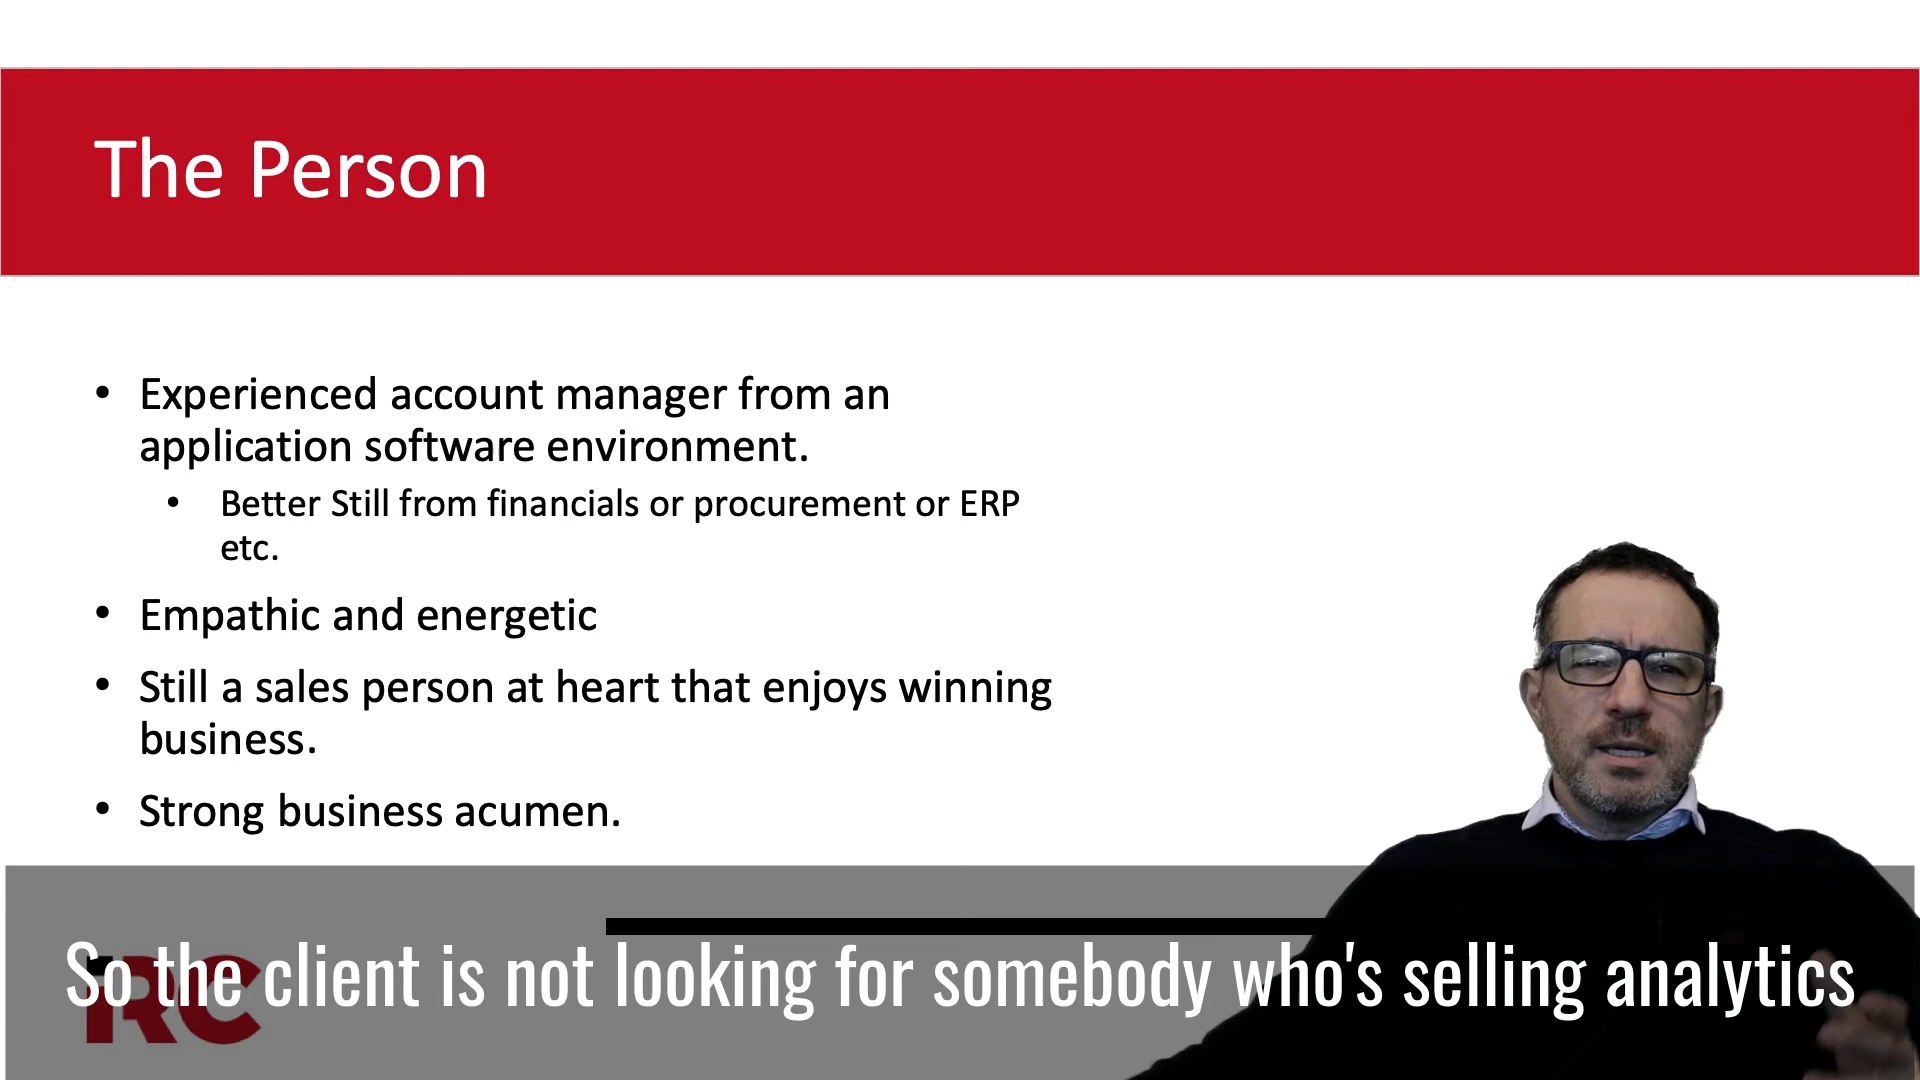 The Person
• Experienced account manager from an
application software environment.
• Better Still from financials or procurement or ERP
etc.
• Empathic and energetic
• Still a sales person at heart that enjoys winning
business.
• Strong business acumen.
So the client is not looking for somebody who's selling analytics
iRC